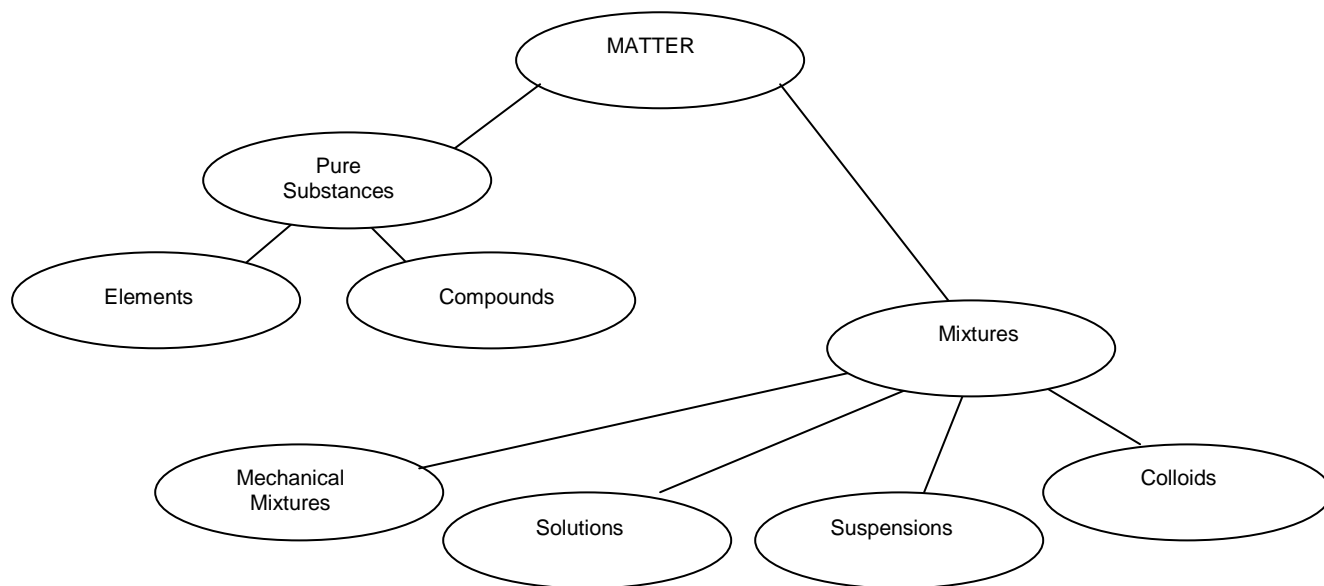 MATTER
Pure
Substances
Elements
Compounds
Mixtures
Mechanical
Mixtures
Solutions
Suspensions
Colloids